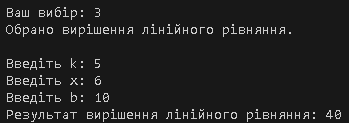 Ваш вибір: 3
Обрано вирішення лінійного рівняння.
Введіть k: 5
Введіть x: 6
Введіть b: 10
Результат вирішення лінійного рівняння: 40